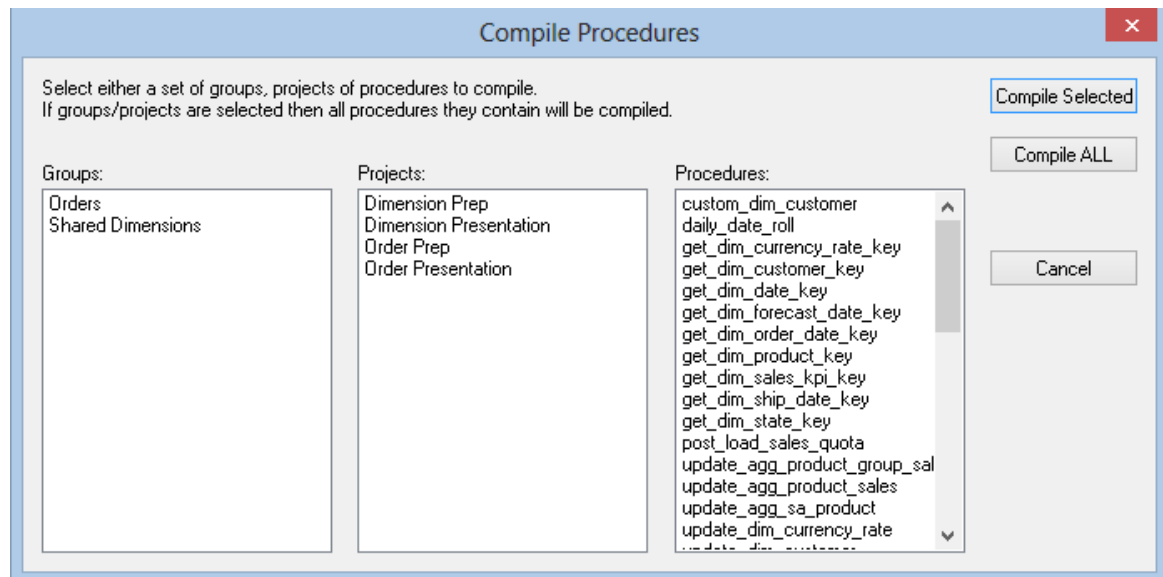 Compile Procedures
Select either a set of groups, projects of procedures to compile.
If groups/projects are selected then all procedures they contain will be compiled.
Compile Selected
Compile ALL
Cancel
Groups:
Orders
Shared Dimensions
Projects:
Dimension Prep
Dimension Presentation
Order Prep
Order Presentation
Procedures:
custom_dim_customer
daily_date_roll
get_dim_currency_rate_key
get_dim_customer_key
get_dim_date_key
get_dim_forecast_date_key
get_dim_order_date_key
get_dim_product_key
get_dim_sales_kpi_key
get_dim_ship_date_key
get_dim_state_key
post_load_sales_quota
update_agg_product_group_sal
update_agg_product_sales
update_agg_sa_product
update_dim_currency_rate